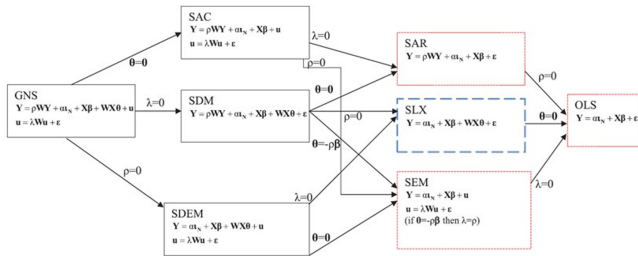 SAC
Y = ρWY + αι_N + Xβ + u
u = λWu + ε
θ=0
λ=0
ρ=0
SAR
Y = ρWY + αι_N + Xβ + ε
GNS
Y = ρWY + αι_N + Xβ + WXθ + u
u = λWu + ε
λ=0
SDM
Y = ρWY + αι_N + Xβ + WXθ + ε
θ=0
ρ=0
θ=-ρβ
SLX
Y = αι_N + Xβ + WXθ + ε
ρ=0
θ=0
λ=0
OLS
Y = αι_N + Xβ + ε
ρ=0
SDEM
Y = αι_N + Xβ + WXθ + u
u = λWu + ε
λ=0
θ=0
SEM
Y = αι_N + Xβ + u
u = λWu + ε
(if θ=-ρβ then λ=ρ)